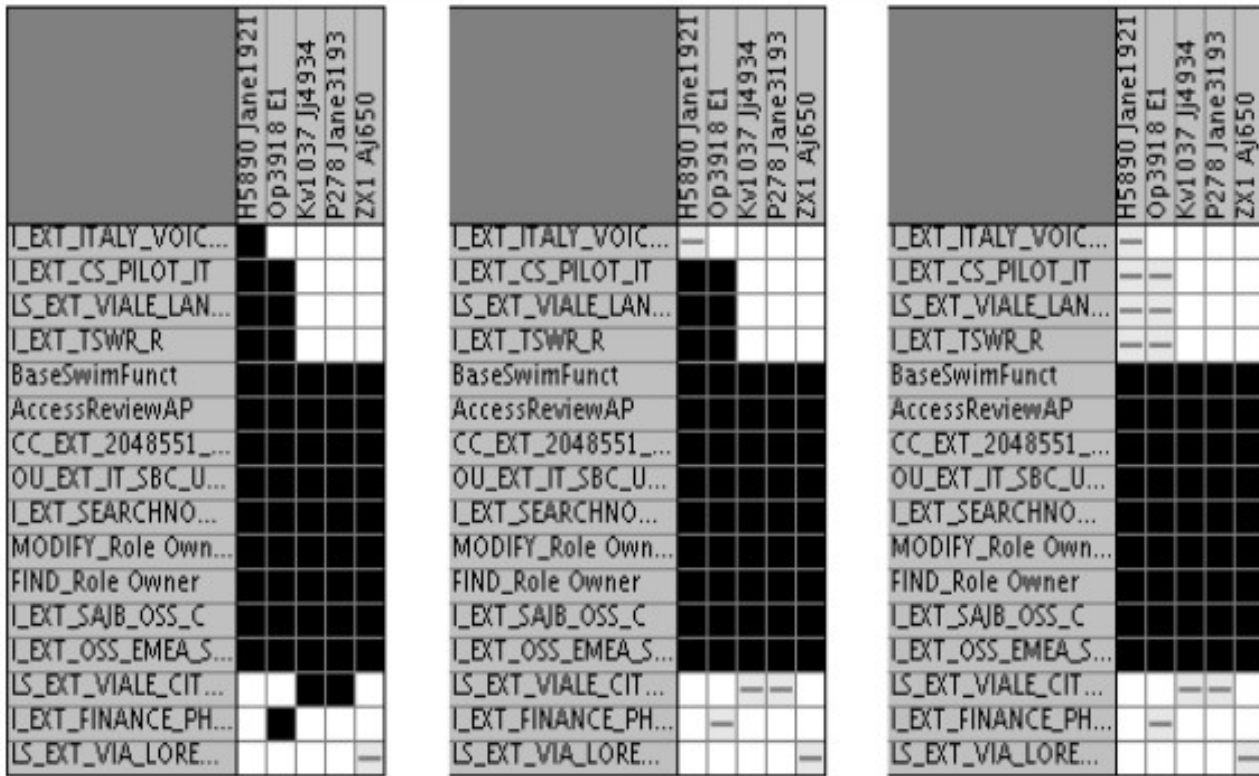 H5890 Jane1921
Op3918 E1
Kv1037 Jj4934
P278 Jane3193
ZX1 Aj650
I_EXT_ITALY_VOIC...
I_EXT_CS_PILOT_IT
LS_EXT_VIALE_LAN...
I_EXT_TSWR_R
BaseSwimFunct
AccessReviewAP
CC_EXT_2048551_...
OU_EXT_IT_SBC_U...
I_EXT_SEARCHNO...
MODIFY_Role Own...
FIND_Role Owner
I_EXT_SAJB_OSS_C
I_EXT_OSS_EMEA_S...
LS_EXT_VIALE_CIT...
I_EXT_FINANCE_PH...
LS_EXT_VIA_LORE...
H5890 Jane1921
Op3918 E1
Kv1037 Jj4934
P278 Jane3193
ZX1 Aj650
I_EXT_ITALY_VOIC...
I_EXT_CS_PILOT_IT
LS_EXT_VIALE_LAN...
I_EXT_TSWR_R
BaseSwimFunct
AccessReviewAP
CC_EXT_2048551_...
OU_EXT_IT_SBC_U...
I_EXT_SEARCHNO...
MODIFY_Role Own...
FIND_Role Owner
I_EXT_SAJB_OSS_C
I_EXT_OSS_EMEA_S...
LS_EXT_VIALE_CIT...
I_EXT_FINANCE_PH...
LS_EXT_VIA_LORE...
H5890 Jane1921
Op3918 E1
Kv1037 Jj4934
P278 Jane3193
ZX1 Aj650
I_EXT_ITALY_VOIC...
I_EXT_CS_PILOT_IT
LS_EXT_VIALE_LAN...
I_EXT_TSWR_R
BaseSwimFunct
AccessReviewAP
CC_EXT_2048551_...
OU_EXT_IT_SBC_U...
I_EXT_SEARCHNO...
MODIFY_Role Own...
FIND_Role Owner
I_EXT_SAJB_OSS_C
I_EXT_OSS_EMEA_S...
LS_EXT_VIALE_CIT...
I_EXT_FINANCE_PH...
LS_EXT_VIA_LORE...